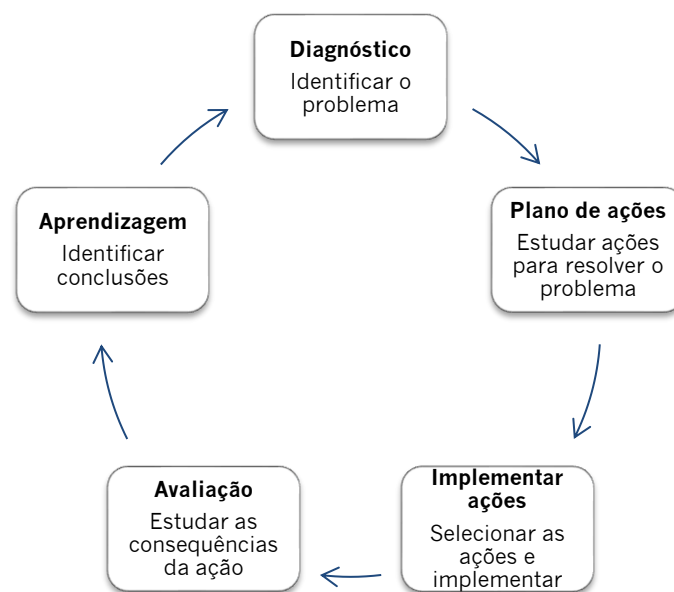 Diagnóstico
Identificar o
problema
Plano de ações
Estudar ações
para resolver o
problema
Implementar
ações
Selecionar as
ações e
implementar
Avaliação
Estudar as
consequências
da ação
Aprendizagem
Identificar
conclusões